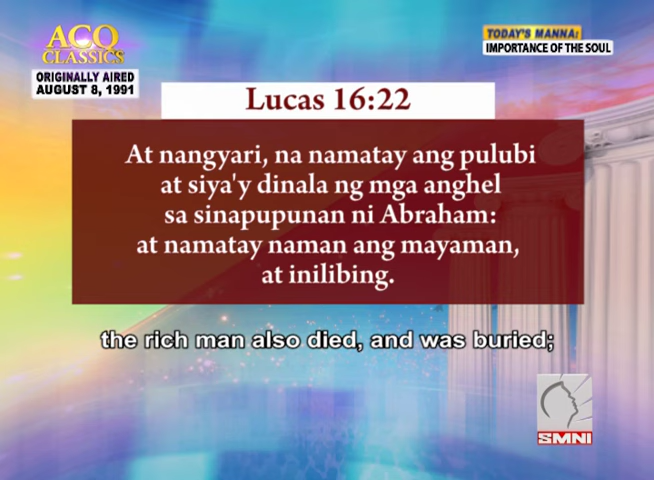 ACQ
CLASSICS
ORIGINALLY AIRED
AUGUST 8, 1991
TODAY'S MANNA:
IMPORTANCE OF THE SOUL
Lucas 16:22
At nangyari, na namatay ang pulubi
at siya'y dinala ng mga anghel
sa sinapupunan ni Abraham:
at namatay naman ang mayaman,
at inilibing.
the rich man also died, and was buried;
SMNI